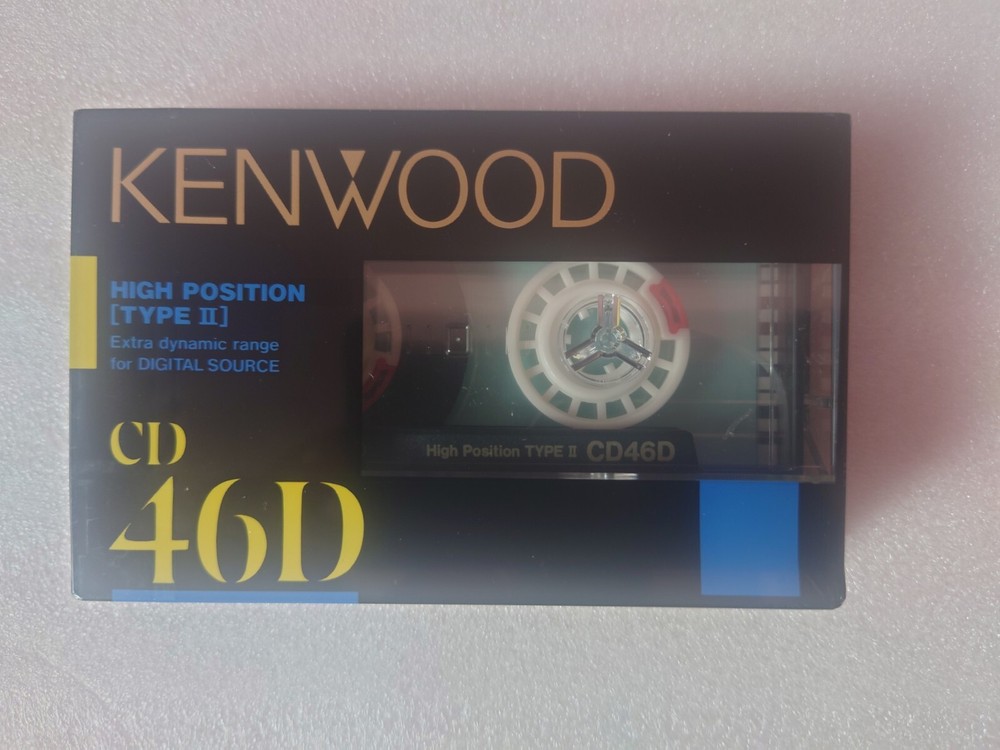 KENWOOD
HIGH POSITION
[TYPE II]
Extra dynamic range
for DIGITAL SOURCE
High Position TYPE II CD46D
CD
46D